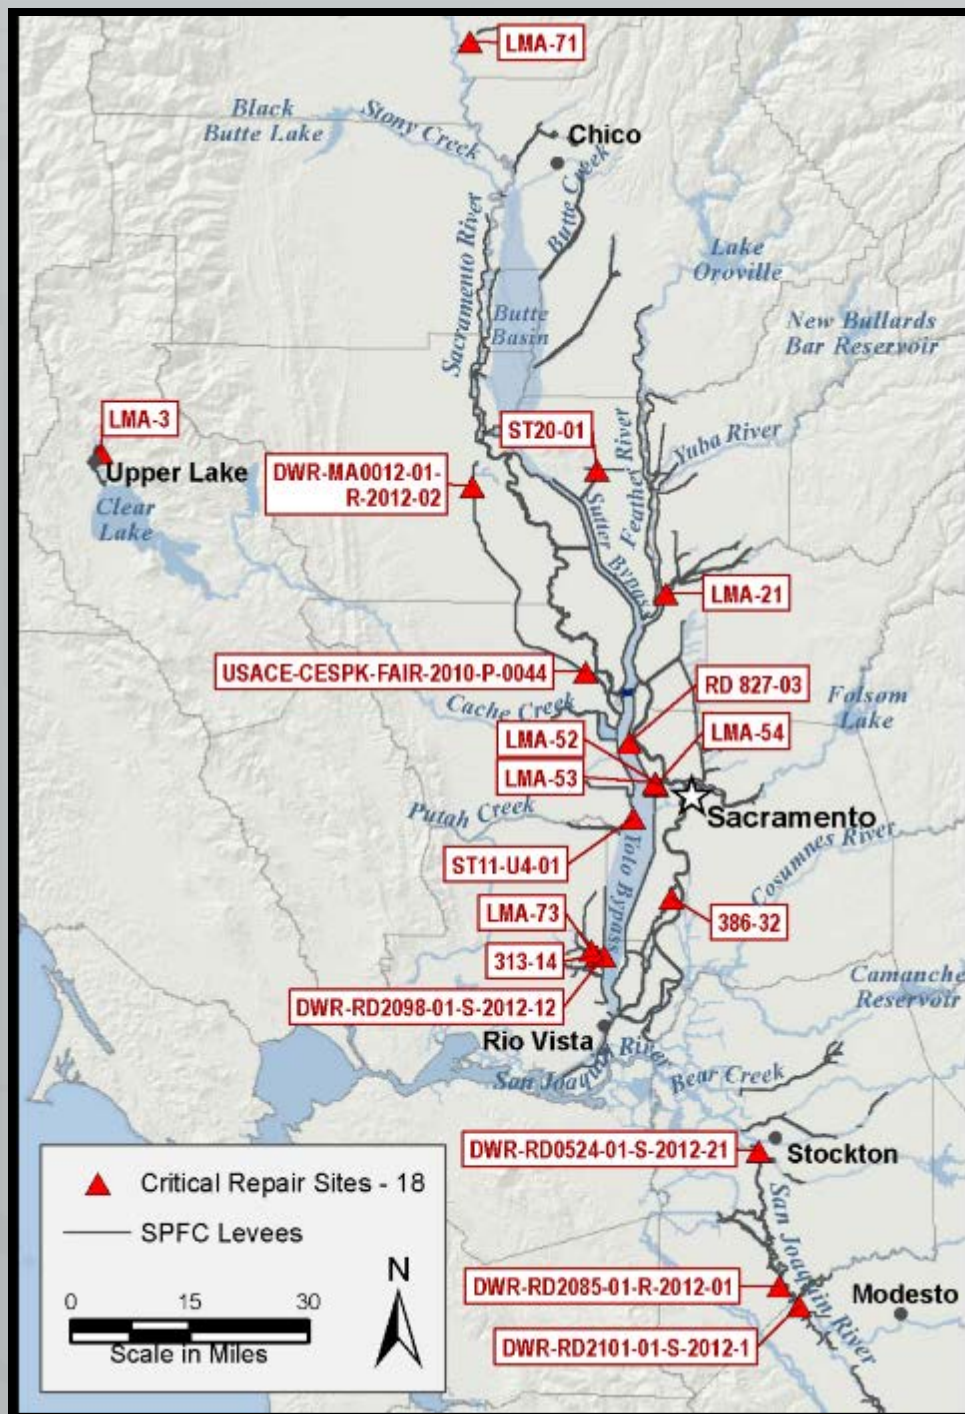 LMA-71
Black
Butte Lake
Stony Creek
Chico
Butte Creek
Sacramento River
Lake
Oroville
Butte
Basin
New Bullards
Bar Reservoir
LMA-3
ST20-01
Feather River
Yuba River
Upper Lake
DWR-MA0012-01-
R-2012-02
Clear
Lake
Sutter Bypass
LMA-21
USACE-CESPK-FAIR-2010-P-0044
RD 827-03
Folsom
Lake
Cache Creek
LMA-52
LMA-54
LMA-53
Putah Creek
Sacramento
ST11-U4-01
Yolo Bypass
Cosumnes River
LMA-73
386-32
313-14
Camanche
Reservoir
DWR-RD2098-01-S-2012-12
Rio Vista
San Joaquin River
Bear Creek
DWR-RD0524-01-S-2012-21
Stockton
San Joaquin River
Critical Repair Sites - 18
SPFC Levees
N
0 15 30
Scale in Miles
DWR-RD2085-01-R-2012-01
Modesto
DWR-RD2101-01-S-2012-1